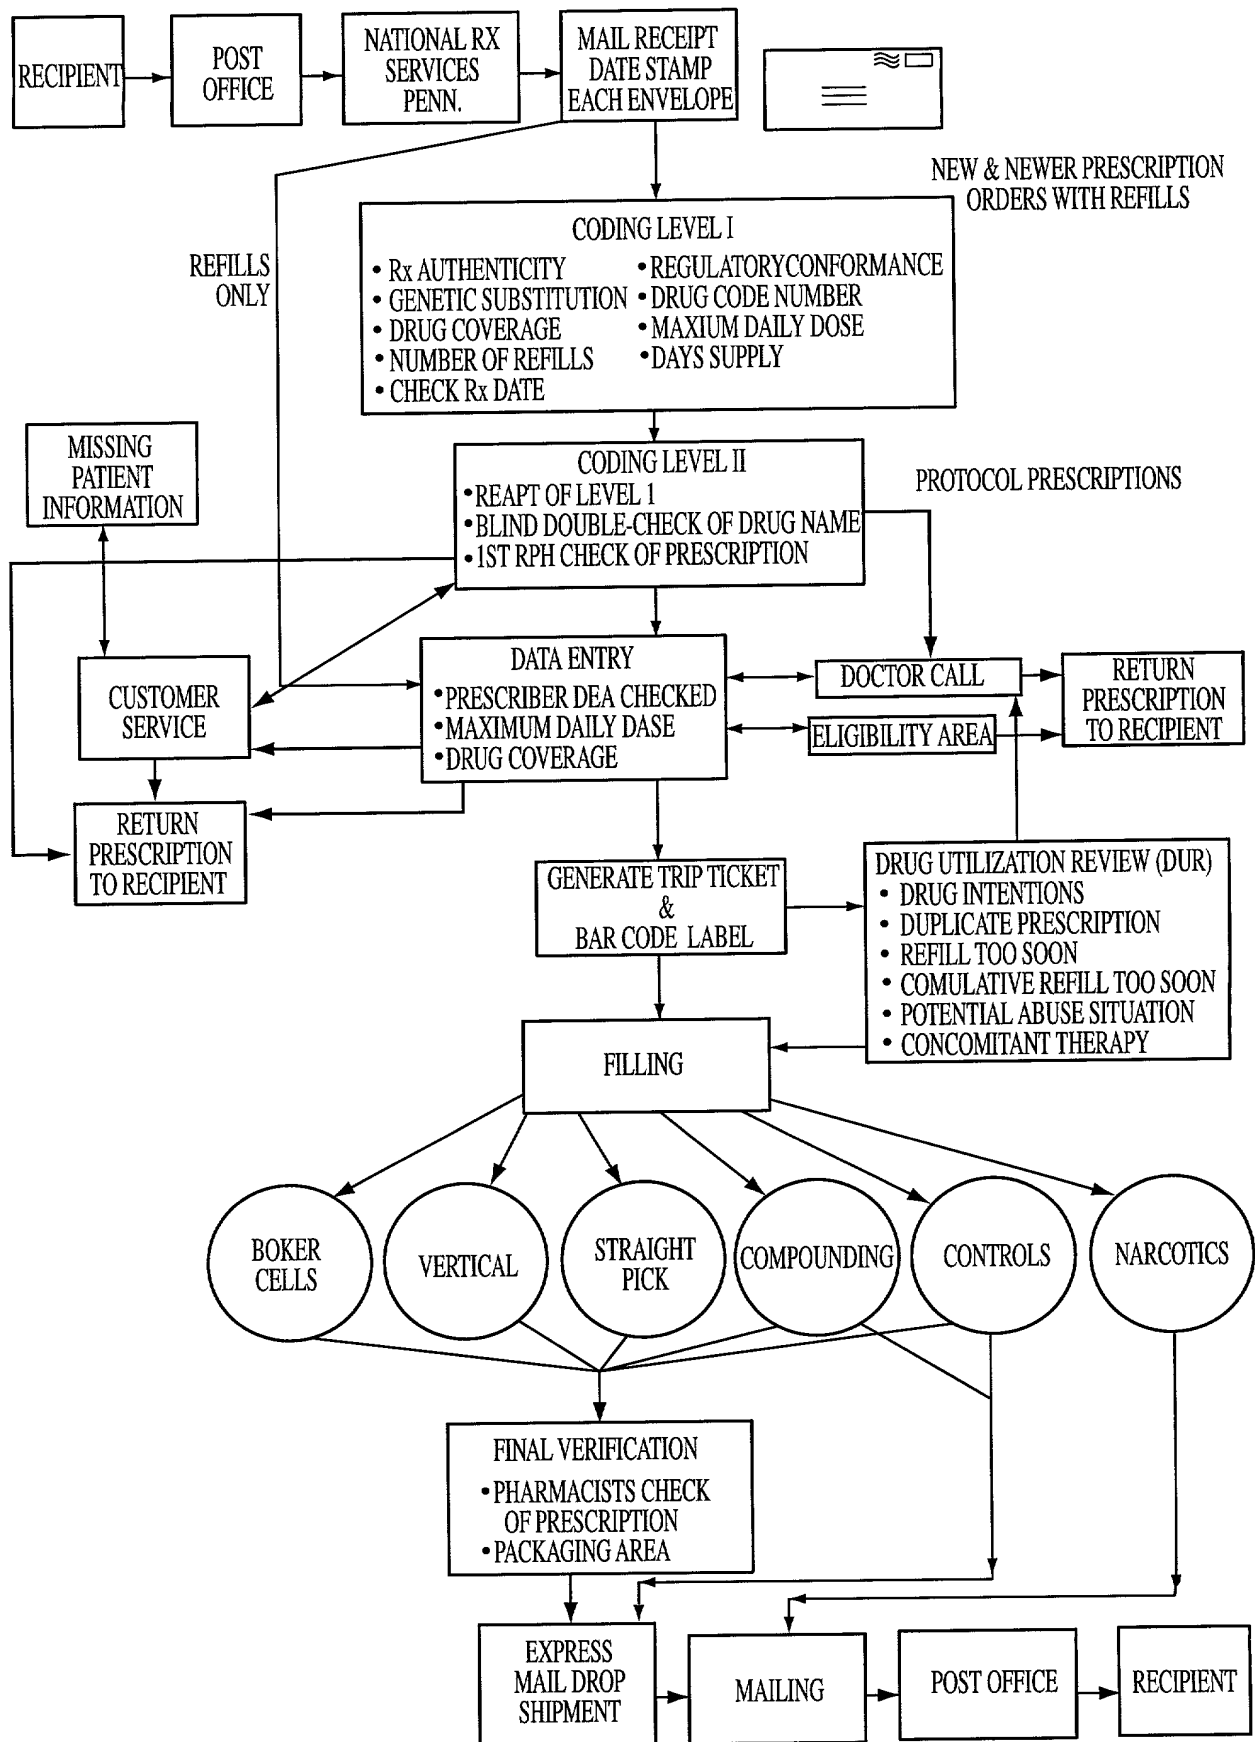 RECIPIENT
POST
OFFICE
NATIONAL RX
SERVICES
PENN.
MAIL RECEIPT
DATE STAMP
EACH ENVELOPE
NEW & NEWER PRESCRIPTION
ORDERS WITH REFILLS
REFILLS
ONLY
CODING LEVEL I
• Rx AUTHENTICITY
• GENETIC SUBSTITUTION
• DRUG COVERAGE
• NUMBER OF REFILLS
• CHECK Rx DATE
• REGULATORY CONFORMANCE
• DRUG CODE NUMBER
• MAXIUM DAILY DOSE
• DAYS SUPPLY
MISSING
PATIENT
INFORMATION
CODING LEVEL II
• REAPT OF LEVEL 1
• BLIND DOUBLE-CHECK OF DRUG NAME
• 1ST RPH CHECK OF PRESCRIPTION
PROTOCOL PRESCRIPTIONS
CUSTOMER
SERVICE
DATA ENTRY
• PRESCRIBER DEA CHECKED
• MAXIMUM DAILY DASE
• DRUG COVERAGE
DOCTOR CALL
ELIGIBILITY AREA
RETURN
PRESCRIPTION
TO RECIPIENT
RETURN
PRESCRIPTION
TO RECIPIENT
GENERATE TRIP TICKET
&
BAR CODE LABEL
DRUG UTILIZATION REVIEW (DUR)
• DRUG INTENTIONS
• DUPLICATE PRESCRIPTION
• REFILL TOO SOON
• COMULATIVE REFILL TOO SOON
• POTENTIAL ABUSE SITUATION
• CONCOMITANT THERAPY
FILLING
BOKER
CELLS
VERTICAL
STRAIGHT
PICK
COMPOUNDING
CONTROLS
NARCOTICS
FINAL VERIFICATION
• PHARMACISTS CHECK
OF PRESCRIPTION
• PACKAGING AREA
EXPRESS
MAIL DROP
SHIPMENT
MAILING
POST OFFICE
RECIPIENT